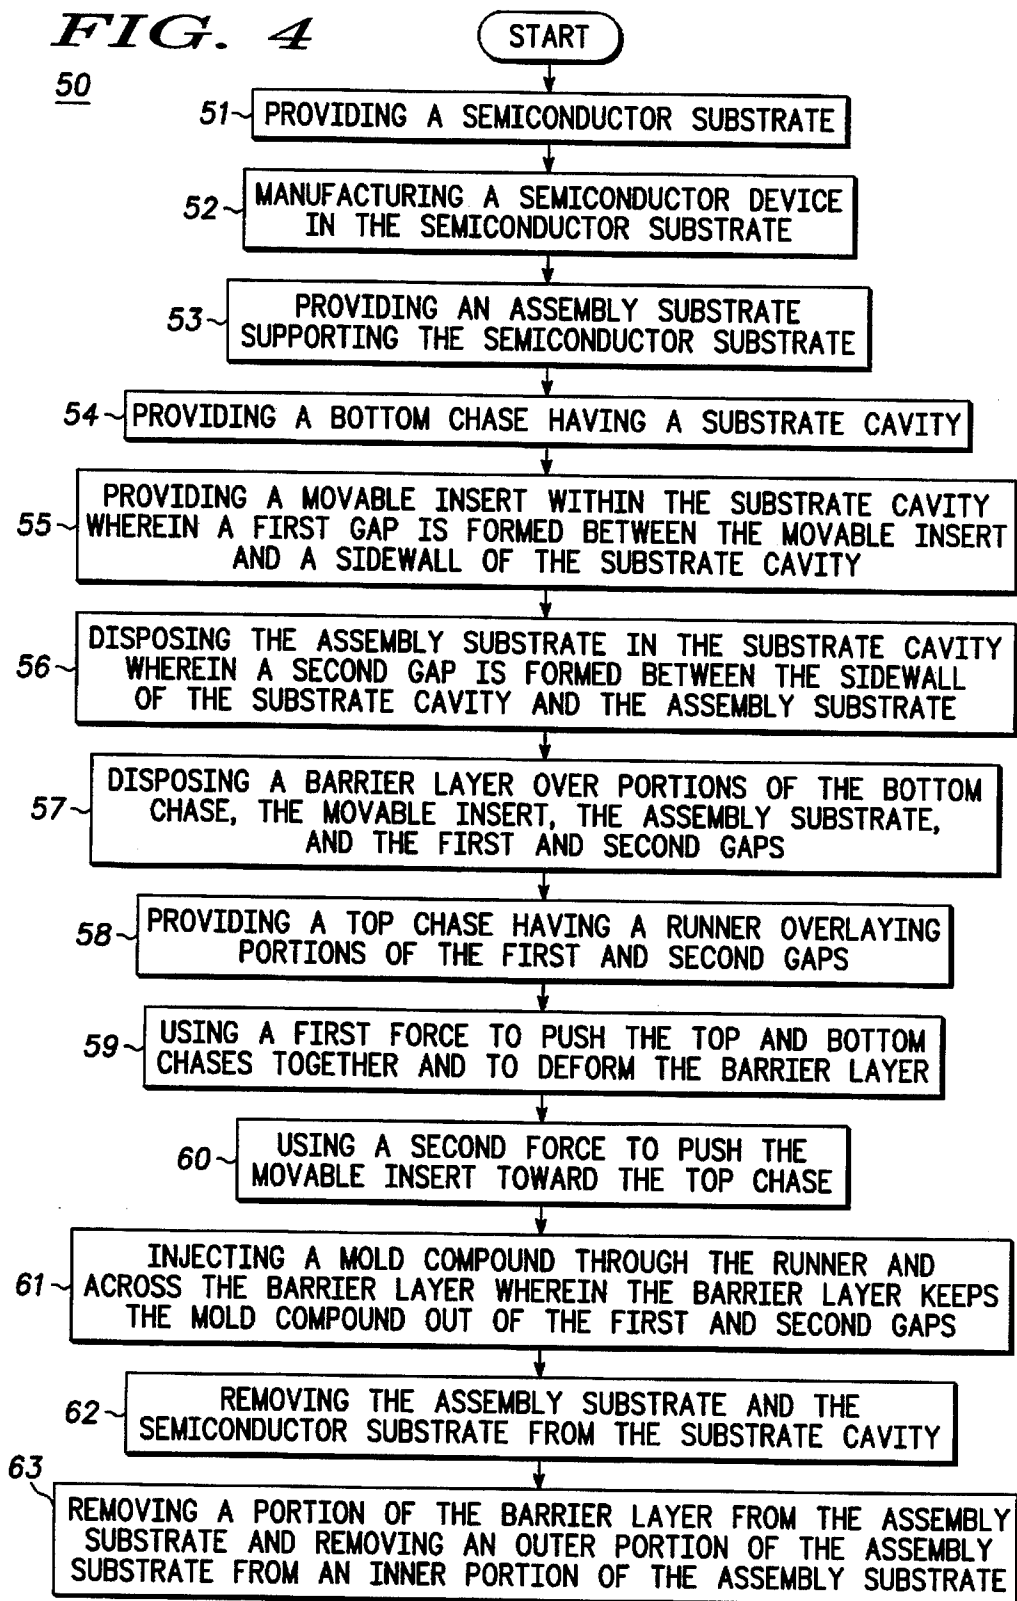 FIG. 4
50
START
51
PROVIDING A SEMICONDUCTOR SUBSTRATE
52
MANUFACTURING A SEMICONDUCTOR DEVICE
IN THE SEMICONDUCTOR SUBSTRATE
53
PROVIDING AN ASSEMBLY SUBSTRATE
SUPPORTING THE SEMICONDUCTOR SUBSTRATE
54
PROVIDING A BOTTOM CHASE HAVING A SUBSTRATE CAVITY
55
PROVIDING A MOVABLE INSERT WITHIN THE SUBSTRATE CAVITY
WHEREIN A FIRST GAP IS FORMED BETWEEN THE MOVABLE INSERT
AND A SIDEWALL OF THE SUBSTRATE CAVITY
56
DISPOSING THE ASSEMBLY SUBSTRATE IN THE SUBSTRATE CAVITY
WHEREIN A SECOND GAP IS FORMED BETWEEN THE SIDEWALL
OF THE SUBSTRATE CAVITY AND THE ASSEMBLY SUBSTRATE
57
DISPOSING A BARRIER LAYER OVER PORTIONS OF THE BOTTOM
CHASE, THE MOVABLE INSERT, THE ASSEMBLY SUBSTRATE,
AND THE FIRST AND SECOND GAPS
58
PROVIDING A TOP CHASE HAVING A RUNNER OVERLAYING
PORTIONS OF THE FIRST AND SECOND GAPS
59
USING A FIRST FORCE TO PUSH THE TOP AND BOTTOM
CHASES TOGETHER AND TO DEFORM THE BARRIER LAYER
60
USING A SECOND FORCE TO PUSH THE
MOVABLE INSERT TOWARD THE TOP CHASE
61
INJECTING A MOLD COMPOUND THROUGH THE RUNNER AND
ACROSS THE BARRIER LAYER WHEREIN THE BARRIER LAYER KEEPS
THE MOLD COMPOUND OUT OF THE FIRST AND SECOND GAPS
62
REMOVING THE ASSEMBLY SUBSTRATE AND THE
SEMICONDUCTOR SUBSTRATE FROM THE SUBSTRATE CAVITY
63
REMOVING A PORTION OF THE BARRIER LAYER FROM THE ASSEMBLY
SUBSTRATE AND REMOVING AN OUTER PORTION OF THE ASSEMBLY
SUBSTRATE FROM AN INNER PORTION OF THE ASSEMBLY SUBSTRATE